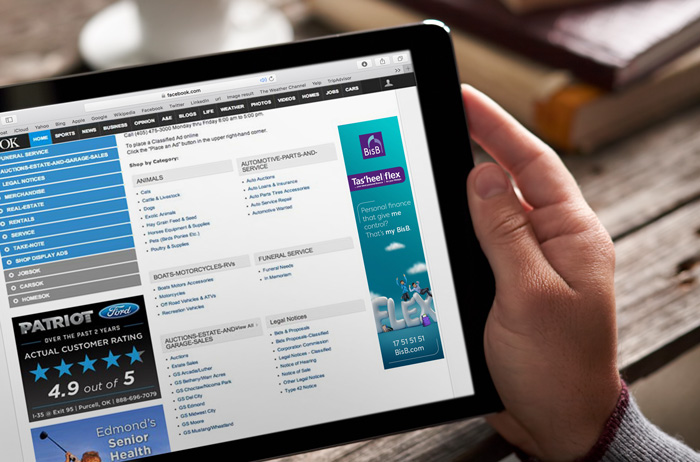 facebook.com
iCloud Yahoo Bing Apple Google Wikipedia Facebook Twitter LinkedIn url image result The Weather Channel Yelp TripAdvisor
OK HOME SPORTS NEWS BUSINESS OPINION A&E BLOGS LIFE WEATHER PHOTOS VIDEOS HOMES JOBS CARS
Call (405) 475-3000 Monday thru Friday 8:00 am to 5:00 pm.
To place a Classified Ad online
Click the "Place an Ad" button in the upper right-hand corner.
Shop by Category:
FUNERAL SERVICE
AUCTIONS-ESTATE-AND-GARAGE-SALES
LEGAL NOTICES
MERCHANDISE
REAL-ESTATE
RENTALS
SERVICE
TAKE-NOTE
SHOP DISPLAY ADS
JOBSOK
CARSOK
HOMESOK
ANIMALS
Cats
Cattle & Livestock
Dogs
Exotic Animals
Hay Grain Feed & Seed
Horses Equipment & Supplies
Pets (Birds Ponies Etc.)
Poultry & Supplies
AUTOMOTIVE-PARTS-AND-
SERVICE
Auto Auctions
Auto Loans & Insurance
Auto Parts Tires Accessories
Auto Service Repair
Automotive Wanted
BOATS-MOTORCYCLES-RVs
Boats Motors Accessories
Motorcycles
Off Road Vehicles & ATVs
Recreation Vehicles
FUNERAL SERVICE
Funeral Needs
In Memoriam
AUCTIONS-ESTATE-AND View All
GARAGE-SALES
Auctions
Estate Sales
GS Arcadia/Luther
GS Bethany/Warr Acres
GS Choctaw/Nicoma Park
GS Del City
GS Edmond
GS Midwest City
GS Moore
GS Mustang/Wheatland
Legal Notices
Bids & Proposals
Bids Proposals Classified
Corporation Commission
Legal Notices - Classified
Notice of Hearing
Notice of Sale
Other Legal Notices
Type 42 Notice
PATRIOT Ford
OVER THE PAST 2 YEARS
ACTUAL CUSTOMER RATING
4.9 out of 5
I-35 @ Exit 95 | Purcell, OK | 888-696-7079
Edmond's
Senior
Health
BisB
Tas'heel flex
Personal finance
that give me
control?
That's my BisB
FLEX
17 51 51 51
BisB.com